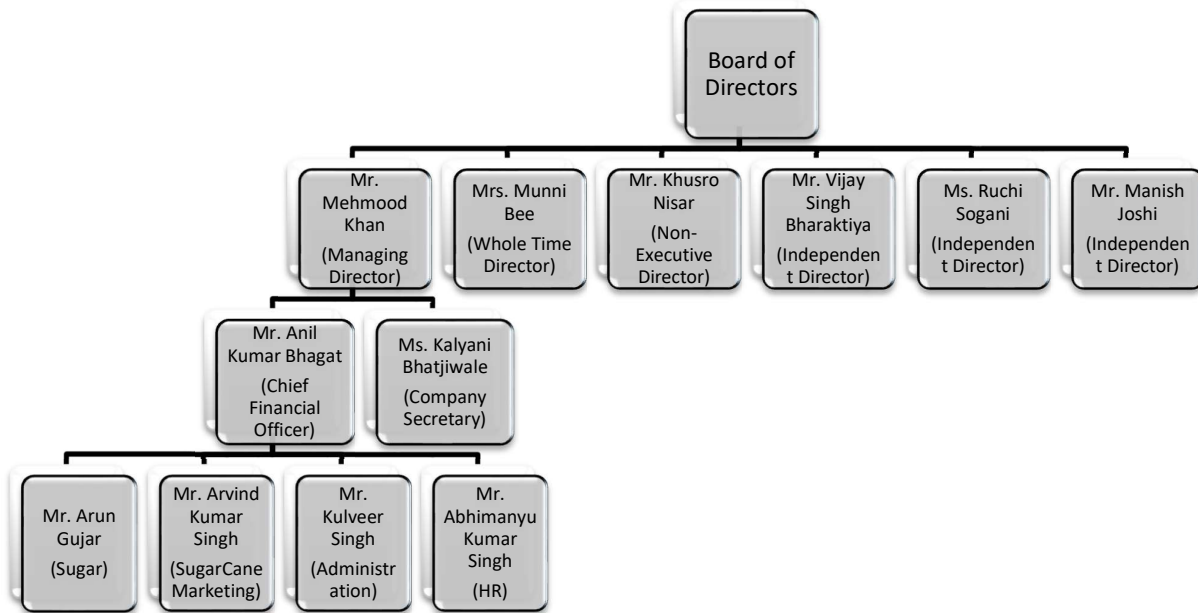 Board of
Directors
Mr.
Mehmood
Khan
(Managing
Director)
Mrs. Munni
Bee
(Whole Time
Director)
Mr. Khusro
Nisar
(Non-
Executive
Director)
Mr. Vijay
Singh
Bharaktiya
(Independen
t Director)
Ms. Ruchi
Sogani
(Independen
t Director)
Mr. Manish
Joshi
(Independen
t Director)
Mr. Anil
Kumar Bhagat
(Chief
Financial
Officer)
Ms. Kalyani
Bhatjiwale
(Company
Secretary)
Mr. Arun
Gujar
(Sugar)
Mr. Arvind
Kumar
Singh
(SugarCane
Marketing)
Mr.
Kulveer
Singh
(Administr
ation)
Mr.
Abhimanyu
Kumar
Singh
(HR)